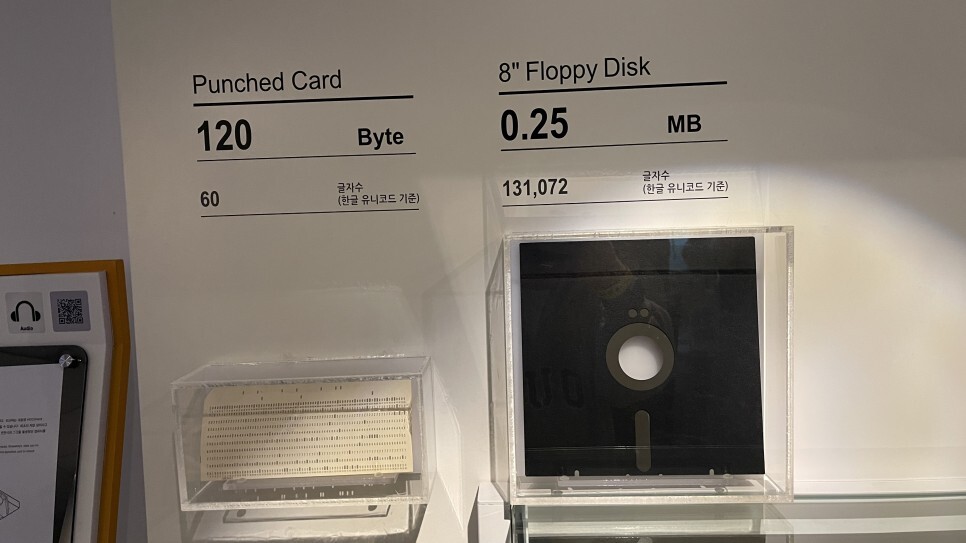 Punched Card
120 Byte
60 글자수
(한글 유니코드 기준)
8" Floppy Disk
0.25 MB
131,072 글자수
(한글 유니코드 기준)
Audio